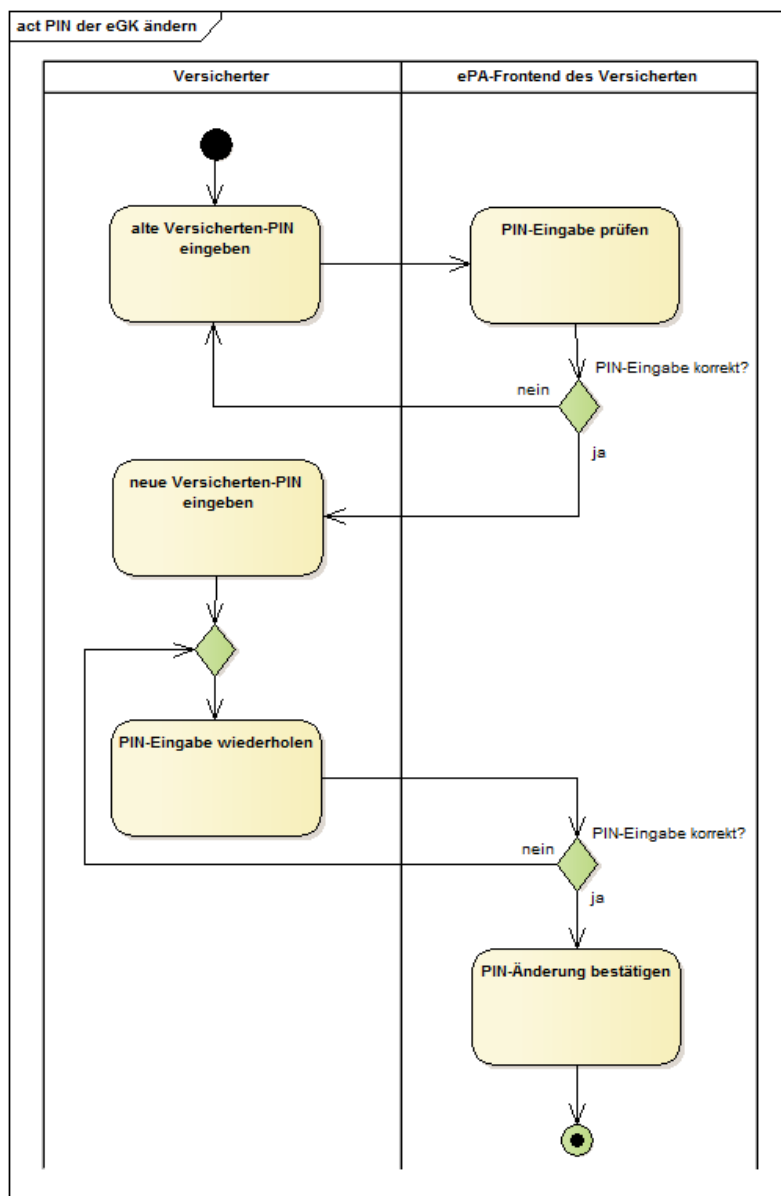 act PIN der eGK ändern
Versicherter
ePA-Frontend des Versicherten
alte Versicherten-PIN
eingeben
PIN-Eingabe prüfen
PIN-Eingabe korrekt?
nein
ja
neue Versicherten-PIN
eingeben
PIN-Eingabe wiederholen
PIN-Eingabe korrekt?
nein
ja
PIN-Änderung bestätigen